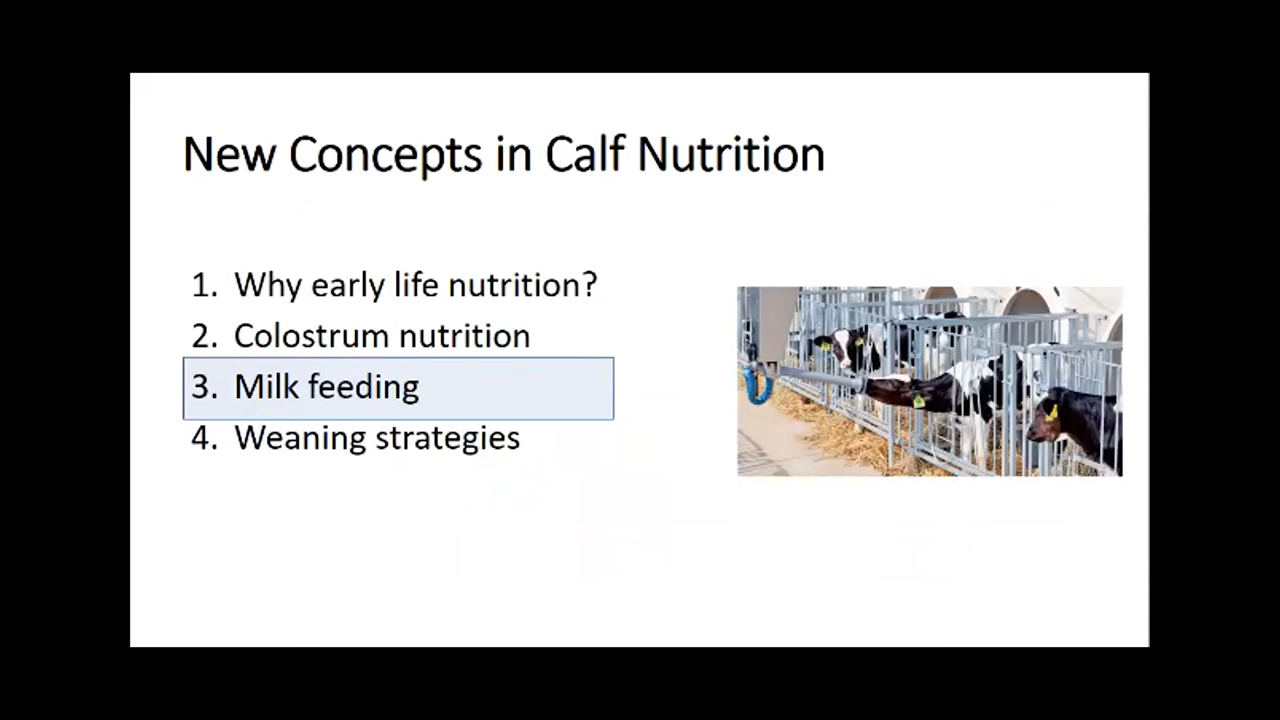 New Concepts in Calf Nutrition
1. Why early life nutrition?
2. Colostrum nutrition
3. Milk feeding
4. Weaning strategies